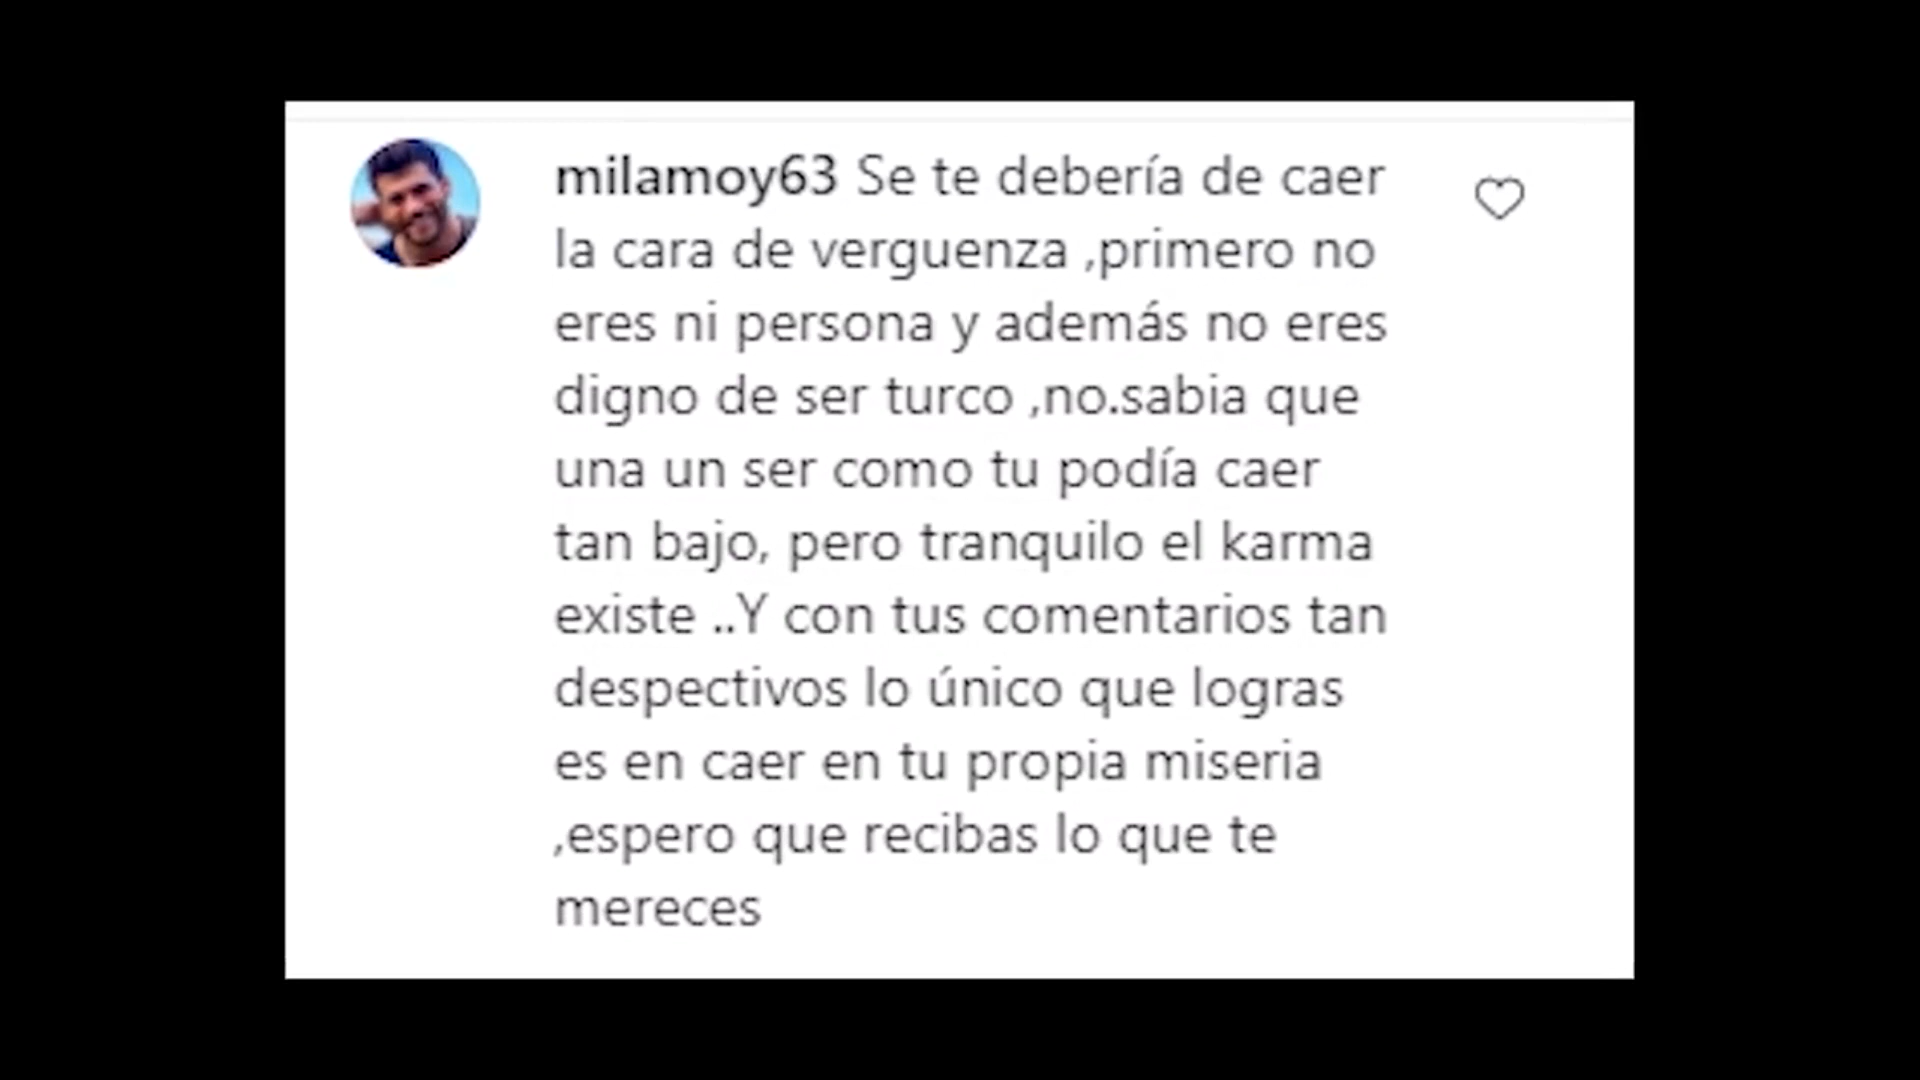 milamoy63 Se te debería de caer
la cara de verguenza ,primero no
eres ni persona y además no eres
digno de ser turco ,no.sabia que
una un ser como tu podía caer
tan bajo, pero tranquilo el karma
existe ..Y con tus comentarios tan
despectivos lo único que logras
es en caer en tu propia miseria
,espero que recibas lo que te
mereces